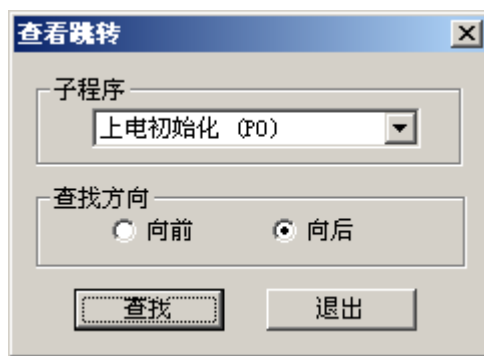 查看跳转
子程序
上电初始化 (P0)
查找方向
向前 向后
查找 退出